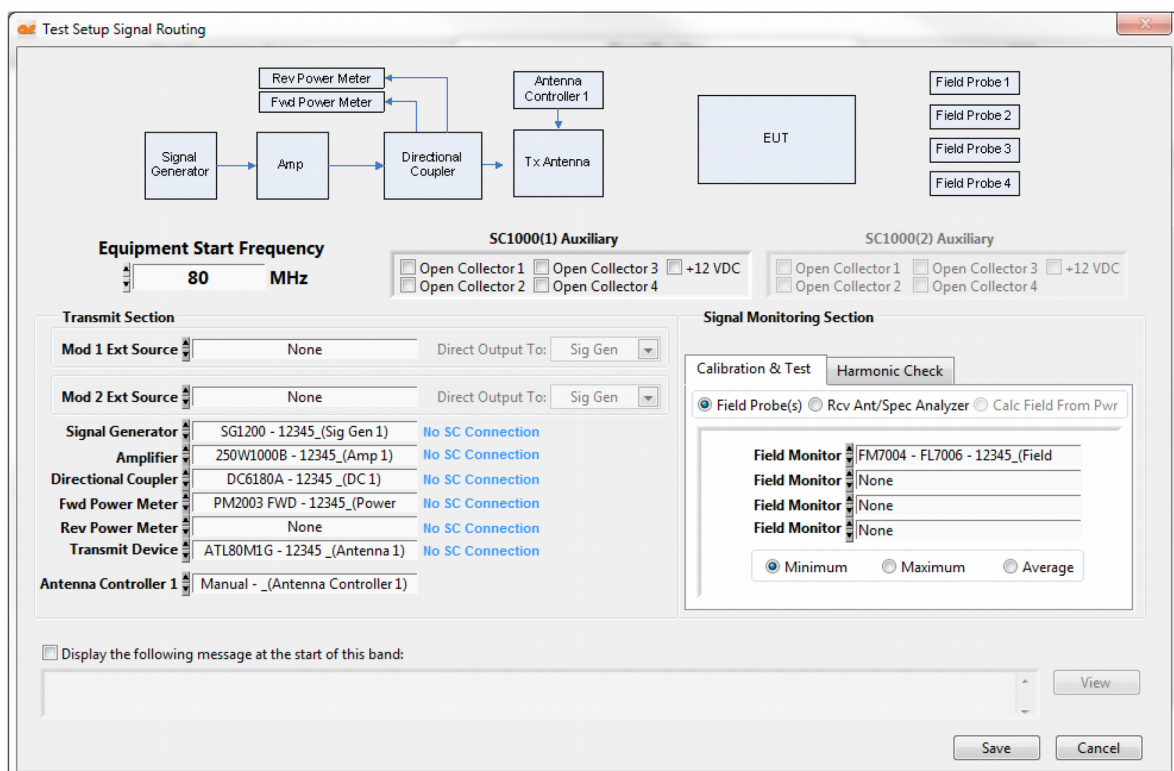 Test Setup Signal Routing
Rev Power Meter
Fwd Power Meter
Antenna
Controller 1
Field Probe 1
Field Probe 2
Field Probe 3
Field Probe 4
Signal
Generator
Amp
Directional
Coupler
Tx Antenna
EUT
Equipment Start Frequency
80 MHz
SC1000(1) Auxiliary
Open Collector 1 Open Collector 3 +12 VDC
Open Collector 2 Open Collector 4
SC1000(2) Auxiliary
Open Collector 1 Open Collector 3 +12 VDC
Open Collector 2 Open Collector 4
Transmit Section
Mod 1 Ext Source None Direct Output To: Sig Gen
Mod 2 Ext Source None Direct Output To: Sig Gen
Signal Generator SG1200 - 12345_(Sig Gen 1) No SC Connection
Amplifier 250W1000B - 12345_(Amp 1) No SC Connection
Directional Coupler DC6180A - 12345_(DC 1) No SC Connection
Fwd Power Meter PM2003 FWD - 12345_(Power No SC Connection
Rev Power Meter None No SC Connection
Transmit Device ATL80M1G - 12345 _(Antenna 1) No SC Connection
Antenna Controller 1 Manual - _(Antenna Controller 1)
Signal Monitoring Section
Calibration & Test Harmonic Check
Field Probe(s) Rcv Ant/Spec Analyzer Calc Field From Pwr
Field Monitor FM7004 - FL7006 - 12345_(Field
Field Monitor None
Field Monitor None
Field Monitor None
Minimum Maximum Average
Display the following message at the start of this band:
View
Save Cancel